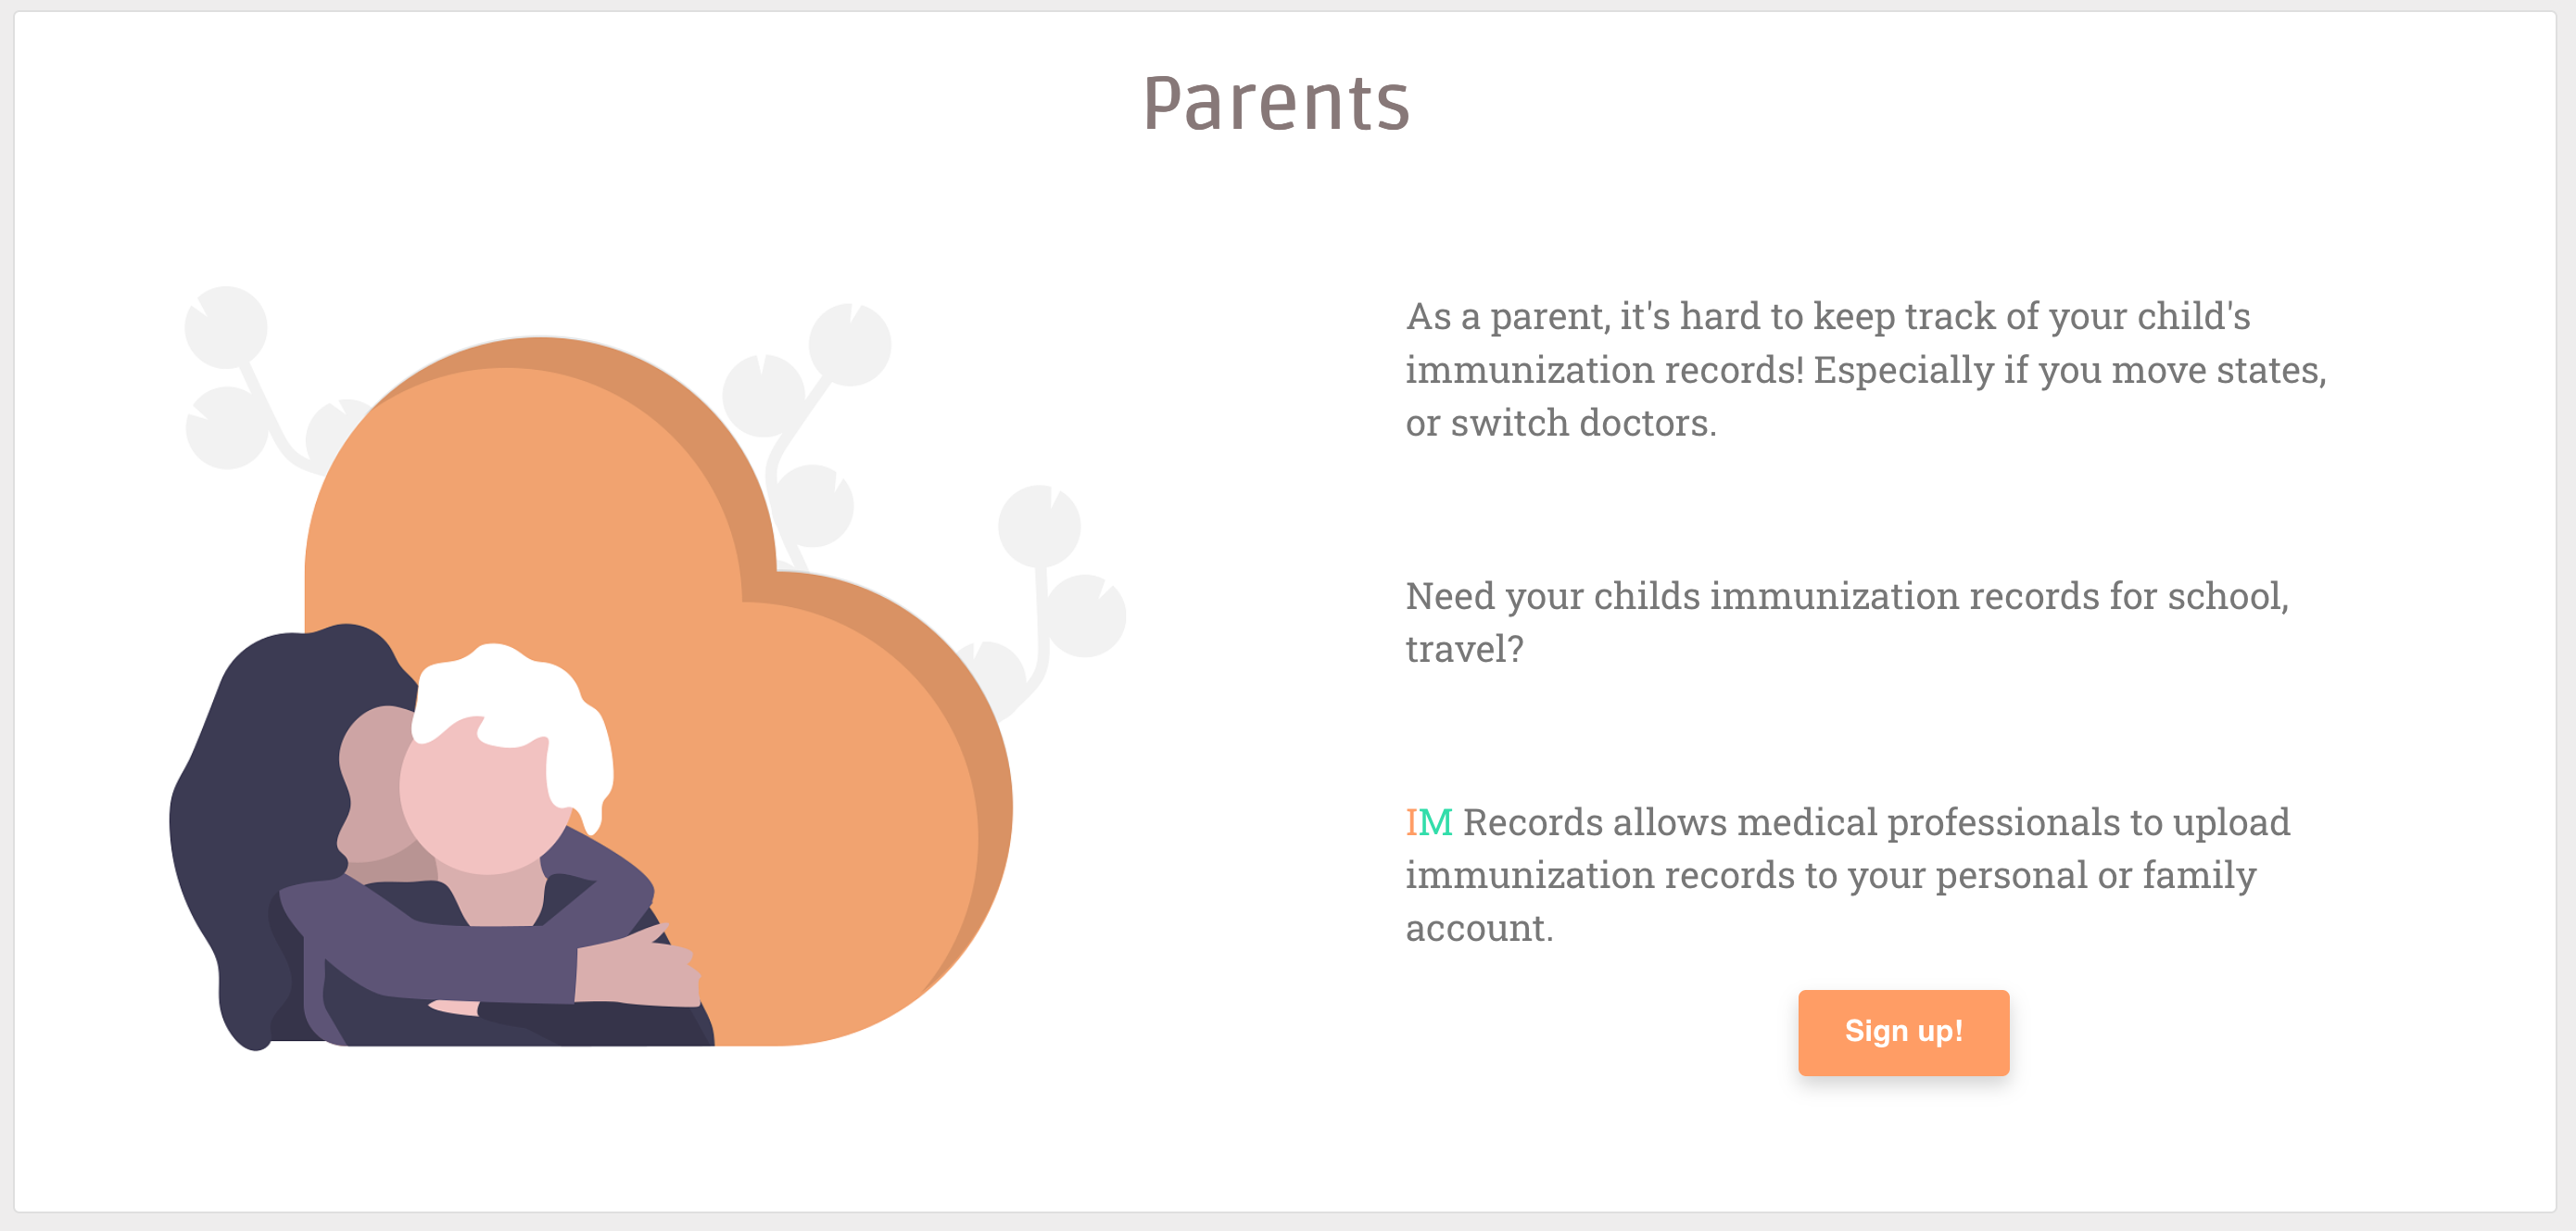 Parents
As a parent, it's hard to keep track of your child's
immunization records! Especially if you move states,
or switch doctors.
Need your childs immunization records for school,
travel?
IM Records allows medical professionals to upload
immunization records to your personal or family
account.
Sign up!